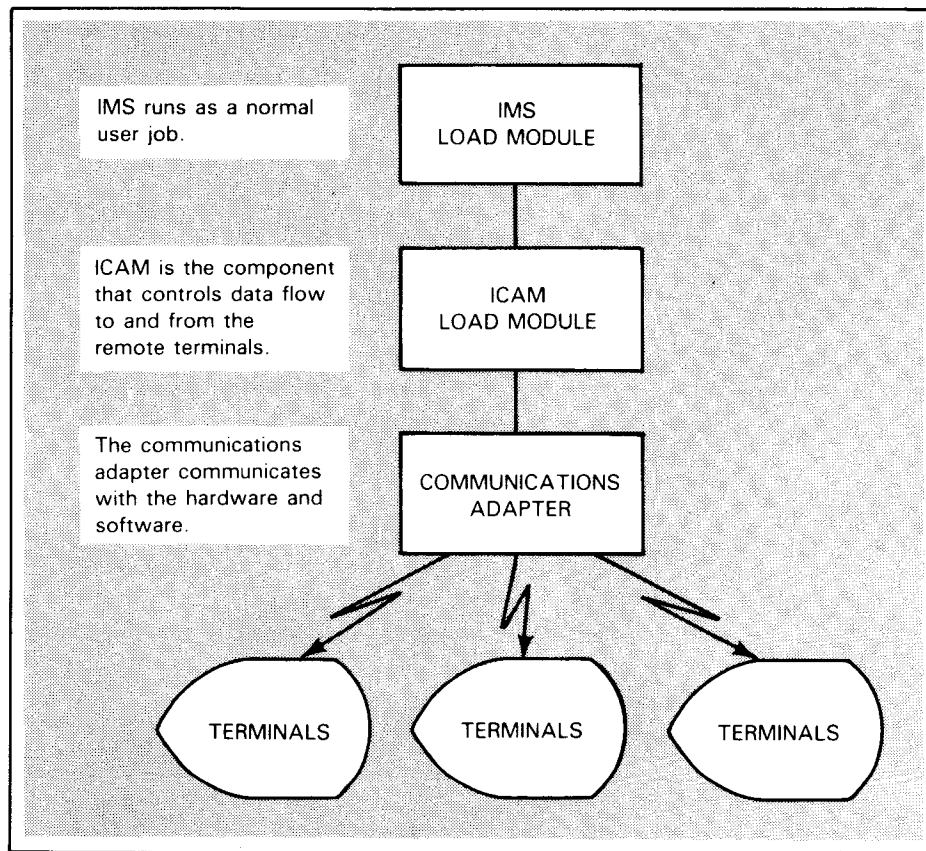 IMS runs as a normal
user job.
IMS
LOAD MODULE
ICAM is the component
that controls data flow
to and from the
remote terminals.
ICAM
LOAD MODULE
The communications
adapter communicates
with the hardware and
software.
COMMUNICATIONS
ADAPTER
TERMINALS
TERMINALS
TERMINALS